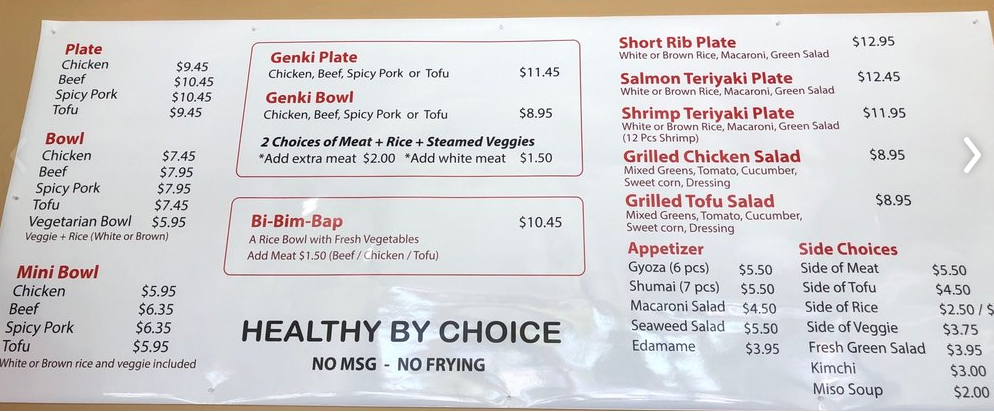 Plate
Chicken $9.45
Beef $10.45
Spicy Pork $10.45
Tofu $9.45
Bowl
Chicken $7.45
Beef $7.95
Spicy Pork $7.95
Tofu $7.45
Vegetarian Bowl $5.95
Veggie + Rice (White or Brown)
Mini Bowl
Chicken $5.95
Beef $6.35
Spicy Pork $6.35
Tofu $5.95
White or Brown rice and veggie included
Genki Plate
Chicken, Beef, Spicy Pork or Tofu $11.45
Genki Bowl
Chicken, Beef, Spicy Pork or Tofu $8.95
2 Choices of Meat + Rice + Steamed Veggies
*Add extra meat $2.00 *Add white meat $1.50
Bi-Bim-Bap $10.45
A Rice Bowl with Fresh Vegetables
Add Meat $1.50 (Beef / Chicken / Tofu)
HEALTHY BY CHOICE
NO MSG - NO FRYING
Short Rib Plate $12.95
White or Brown Rice, Macaroni, Green Salad
Salmon Teriyaki Plate $12.45
White or Brown Rice, Macaroni, Green Salad
Shrimp Teriyaki Plate $11.95
White or Brown Rice, Macaroni, Green Salad
(12 Pcs Shrimp)
Grilled Chicken Salad $8.95
Mixed Greens, Tomato, Cucumber,
Sweet corn, Dressing
Grilled Tofu Salad $8.95
Mixed Greens, Tomato, Cucumber,
Sweet corn, Dressing
Appetizer
Gyoza (6 pcs) $5.50
Shumai (7 pcs) $5.50
Macaroni Salad $4.50
Seaweed Salad $5.50
Edamame $3.95
Side Choices
Side of Meat $5.50
Side of Tofu $4.50
Side of Rice $2.50 / $
Side of Veggie $3.75
Fresh Green Salad $3.95
Kimchi $3.00
Miso Soup $2.00